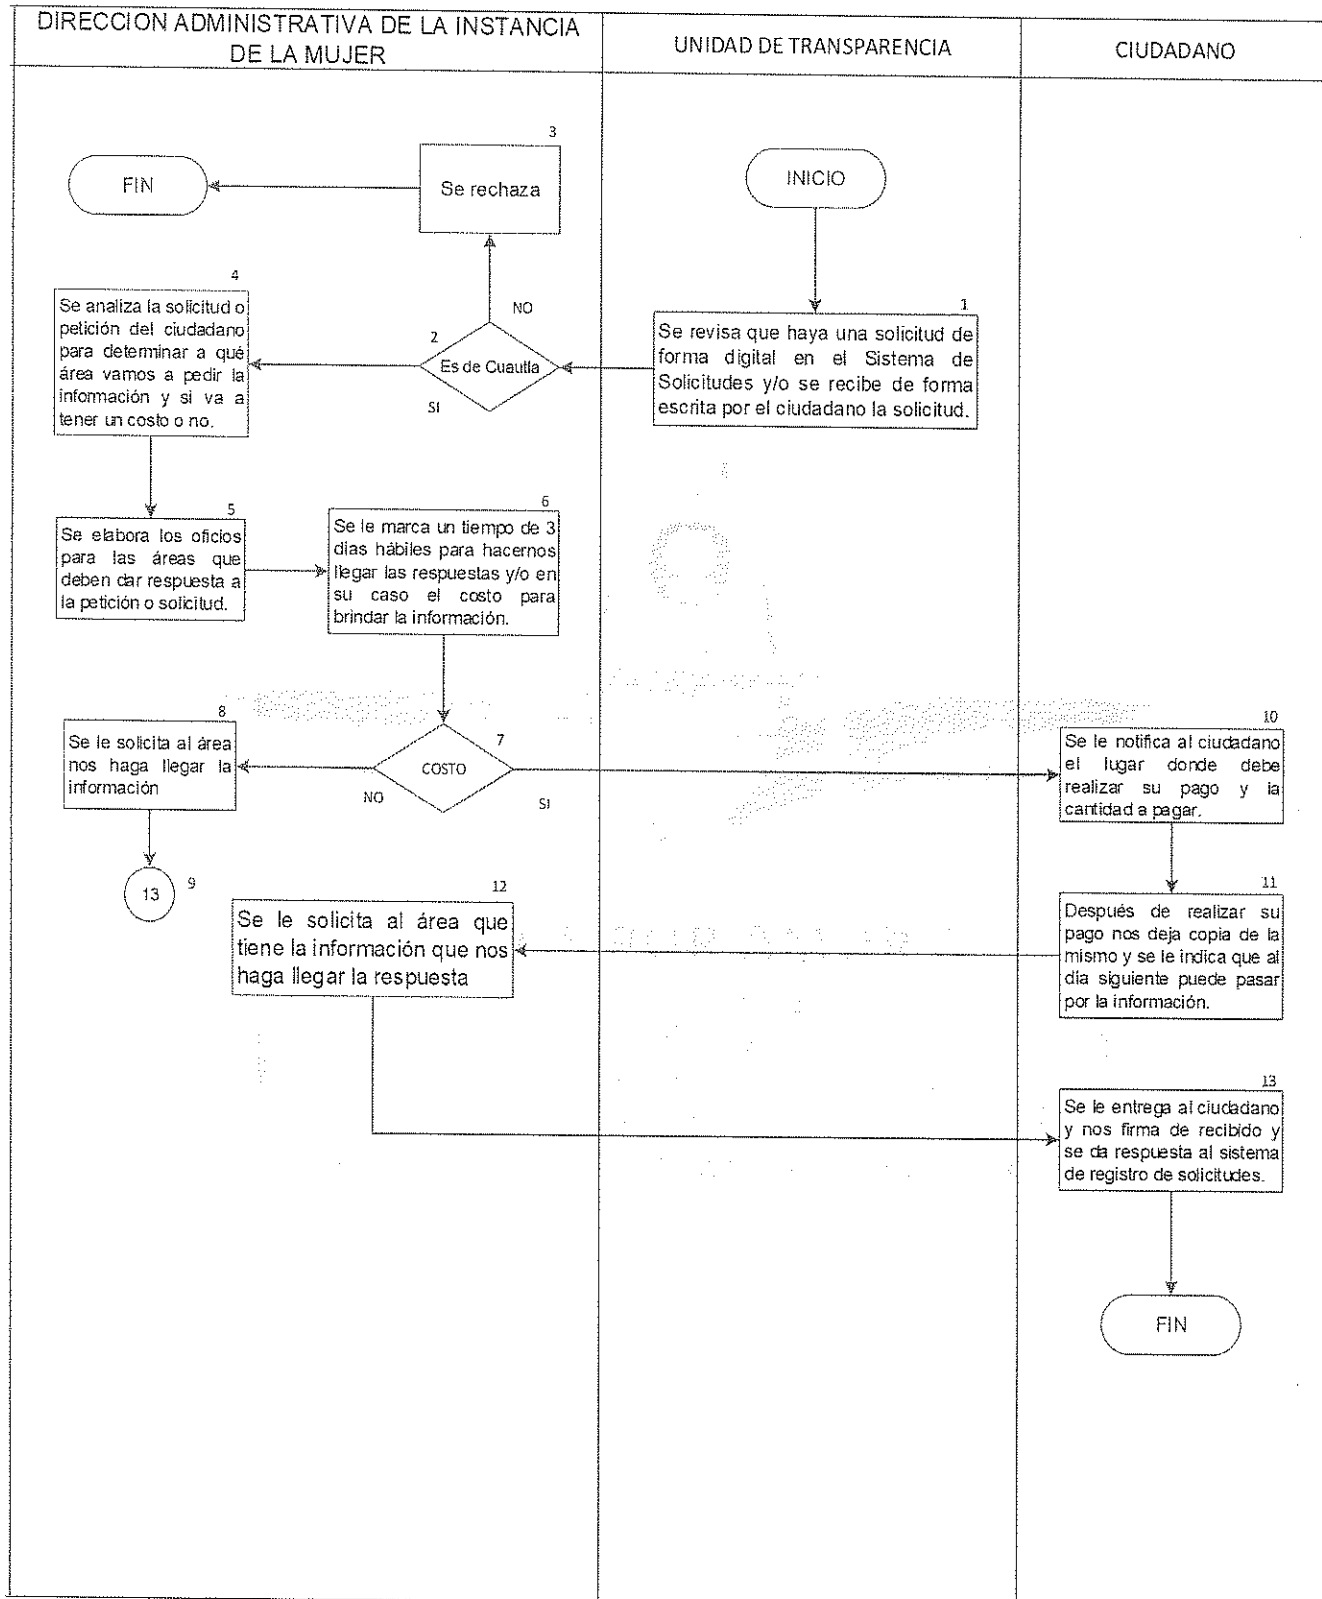 DIRECCION ADMINISTRATIVA DE LA INSTANCIA
DE LA MUJER
UNIDAD DE TRANSPARENCIA
CIUDADANO
3
FIN
Se rechaza
INICIO
4
Se analiza la solicitud o
petición del ciudadano
para determinar a qué
área vamos a pedir la
información y si va a
tener un costo o no.
NO
2
Es de Cuautla
SI
1
Se revisa que haya una solicitud de
forma digital en el Sistema de
Solicitudes y/o se recibe de forma
escrita por el ciudadano la solicitud.
5
Se elabora los oficios
para las áreas que
deben dar respuesta a
la petición o solicitud.
6
Se le marca un tiempo de 3
días hábiles para hacernos
llegar las respuestas y/o en
su caso el costo para
brindar la información.
8
Se le solicita al área
nos haga llegar la
información
7
COSTO
NO
SI
10
Se le notifica al ciudadano
el lugar donde debe
realizar su pago y la
cantidad a pagar.
13
9
12
Se le solicita al área que
tiene la información que nos
haga llegar la respuesta
11
Después de realizar su
pago nos deja copia de la
mismo y se le indica que al
día siguiente puede pasar
por la información.
13
Se le entrega al ciudadano
y nos firma de recibido y
se da respuesta al sistema
de registro de solicitudes.
FIN